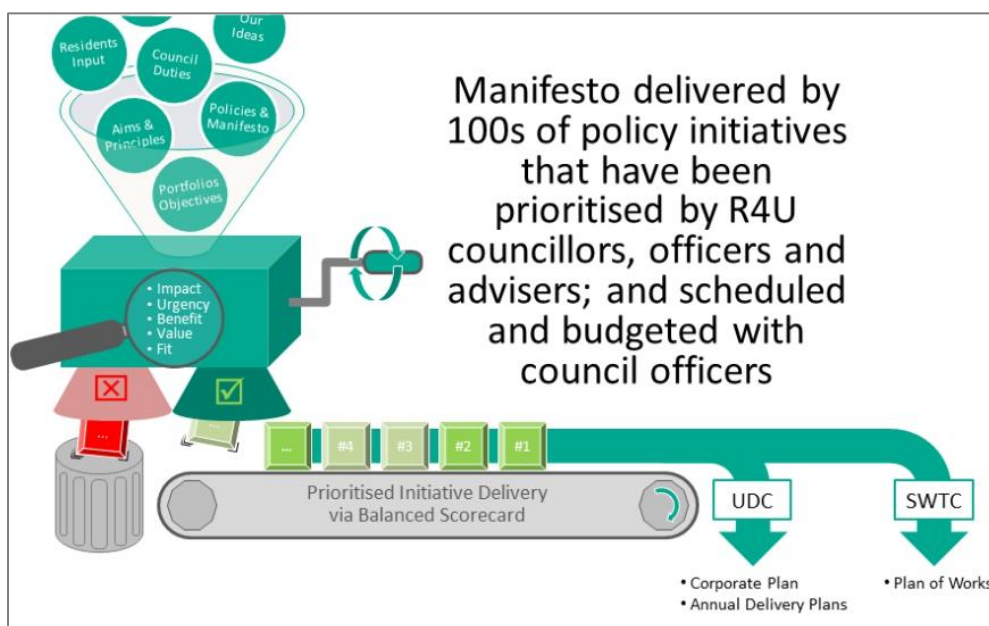 Our
Ideas
Residents
Input
Council
Duties
Policies &
Manifesto
Aims &
Principles
Portfolios
Objectives
Manifesto delivered by
100s of policy initiatives
that have been
prioritised by R4U
councillors, officers and
advisers; and scheduled
and budgeted with
council officers
• Impact
• Urgency
• Benefit
• Value
• Fit
...
...
...
#4
#3
#2
#1
Prioritised Initiative Delivery
via Balanced Scorecard
UDC
SWTC
• Corporate Plan
• Annual Delivery Plans
• Plan of Works